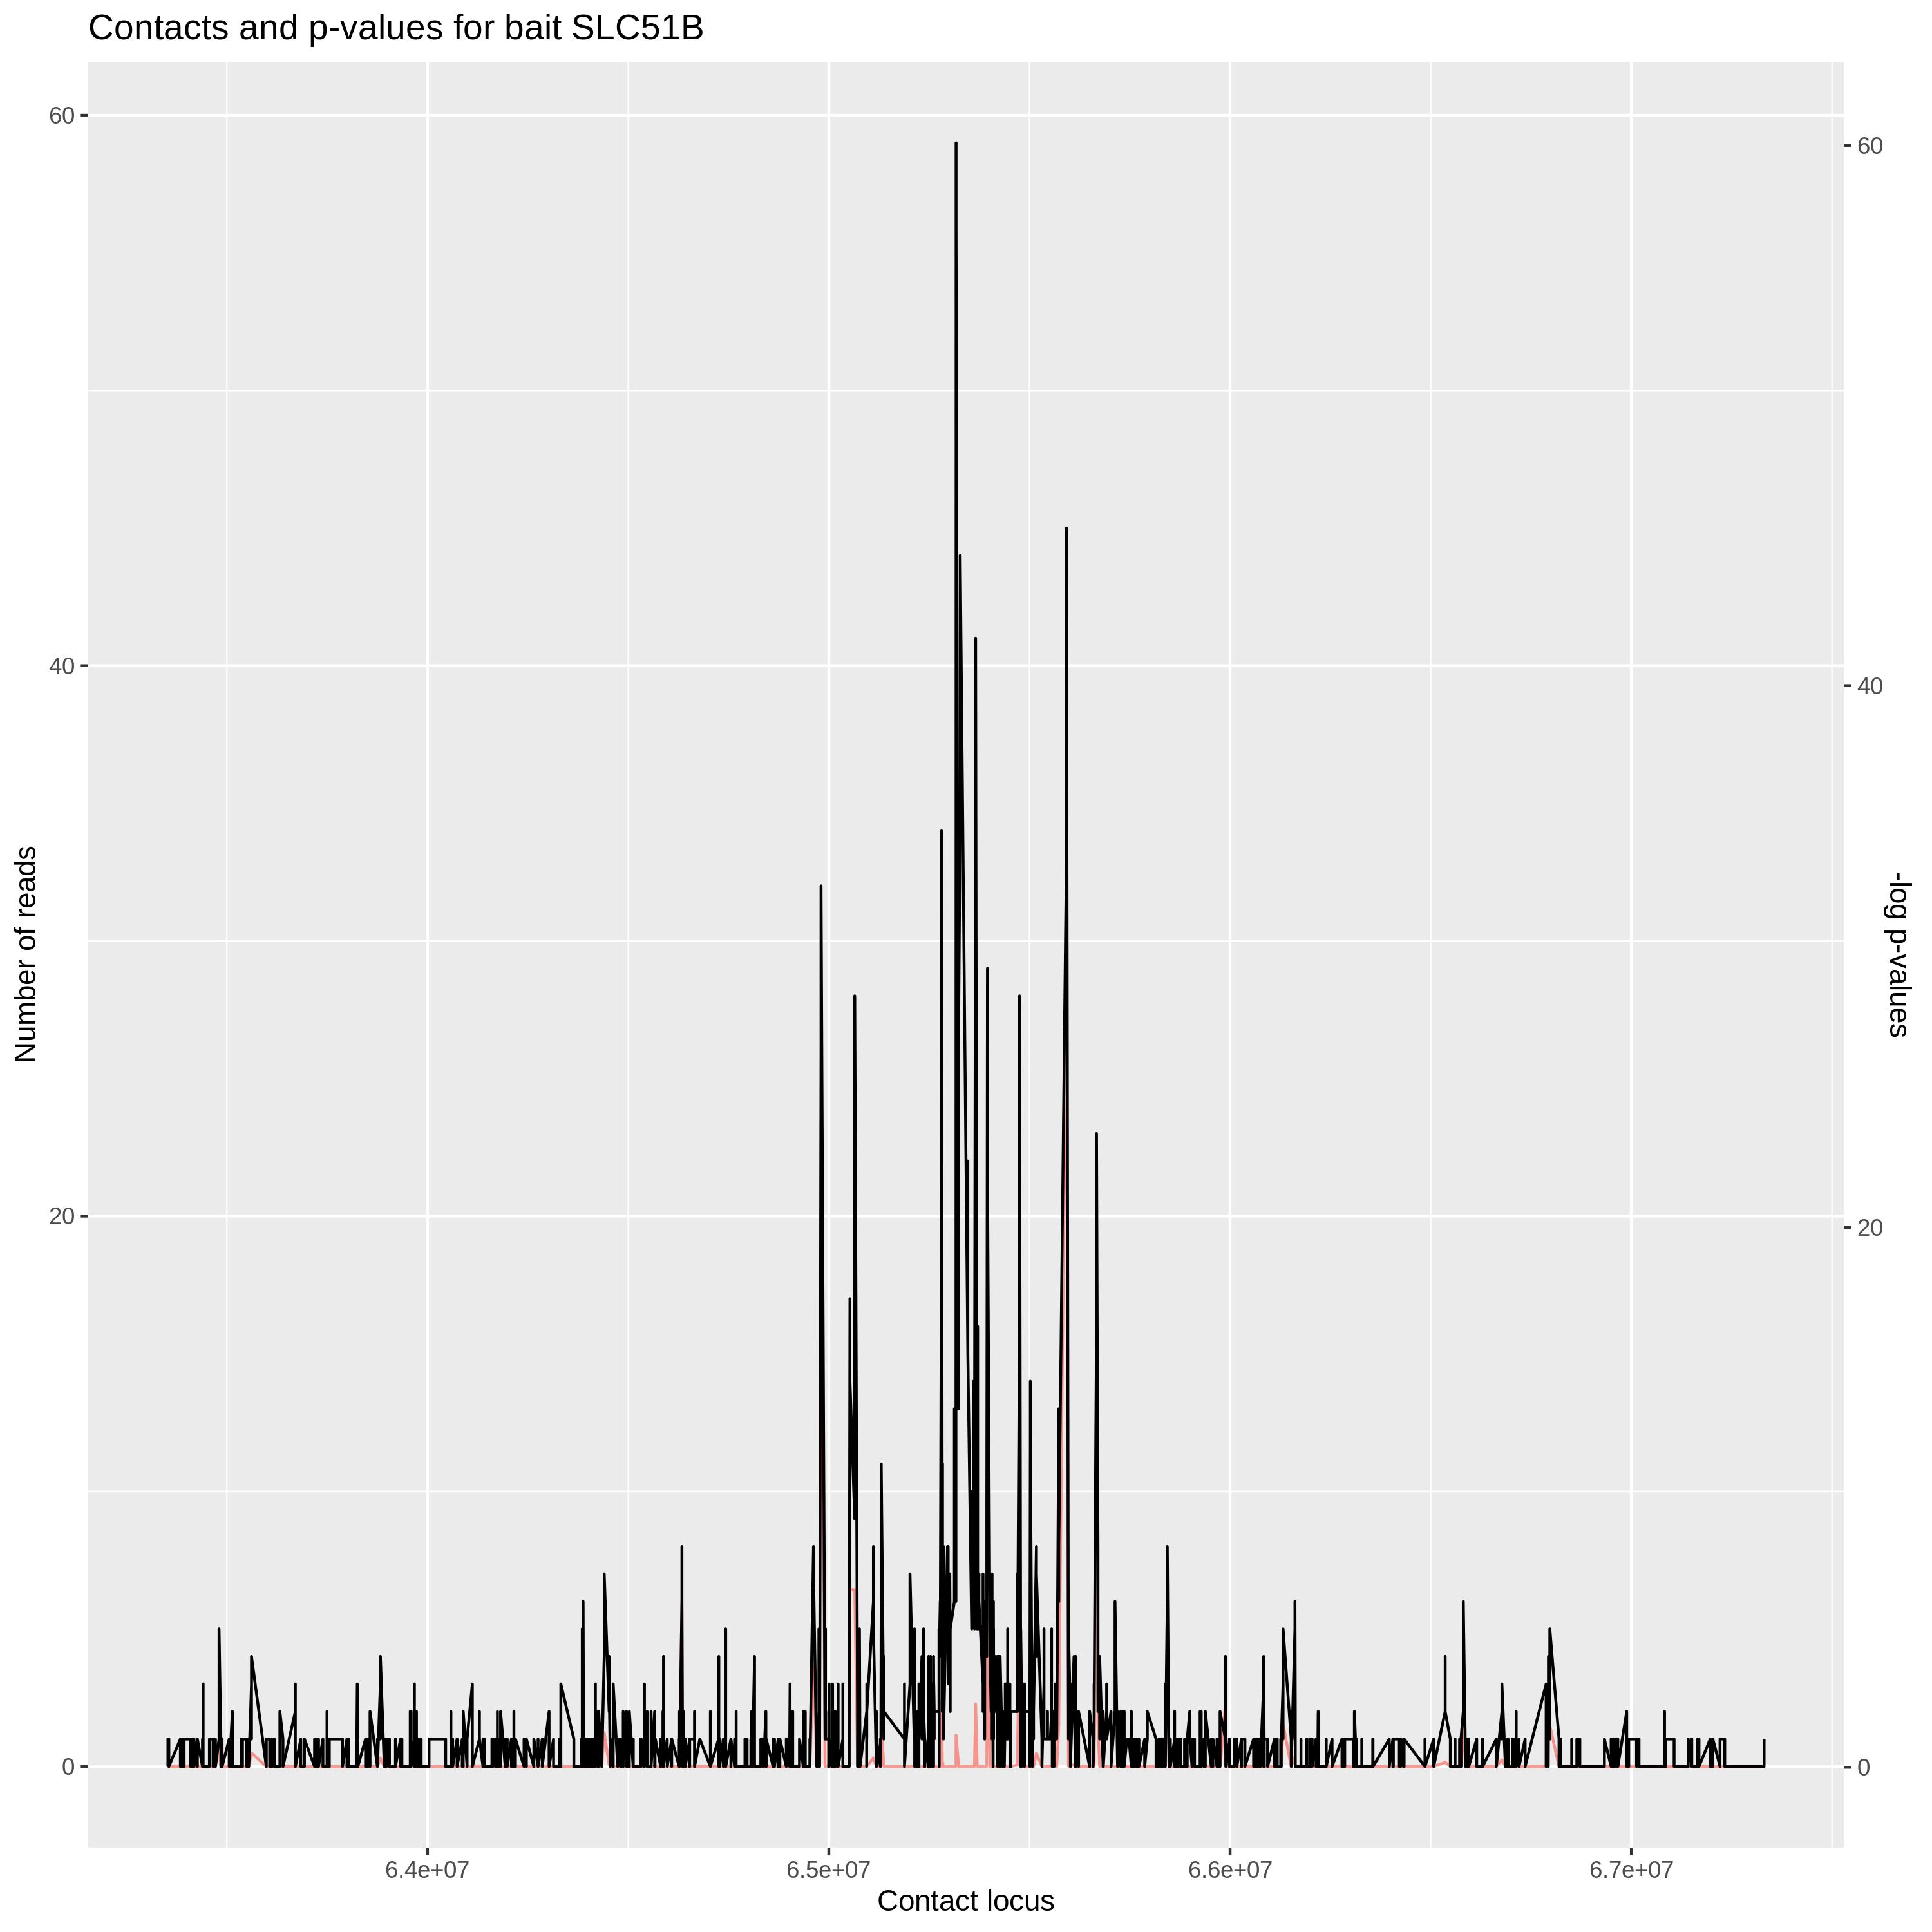 Contacts and p-values for bait SLC51B
60
40
20
0
Number of reads
60
40
20
0
-log p-values
6.4e+07 6.5e+07 6.6e+07 6.7e+07
Contact locus